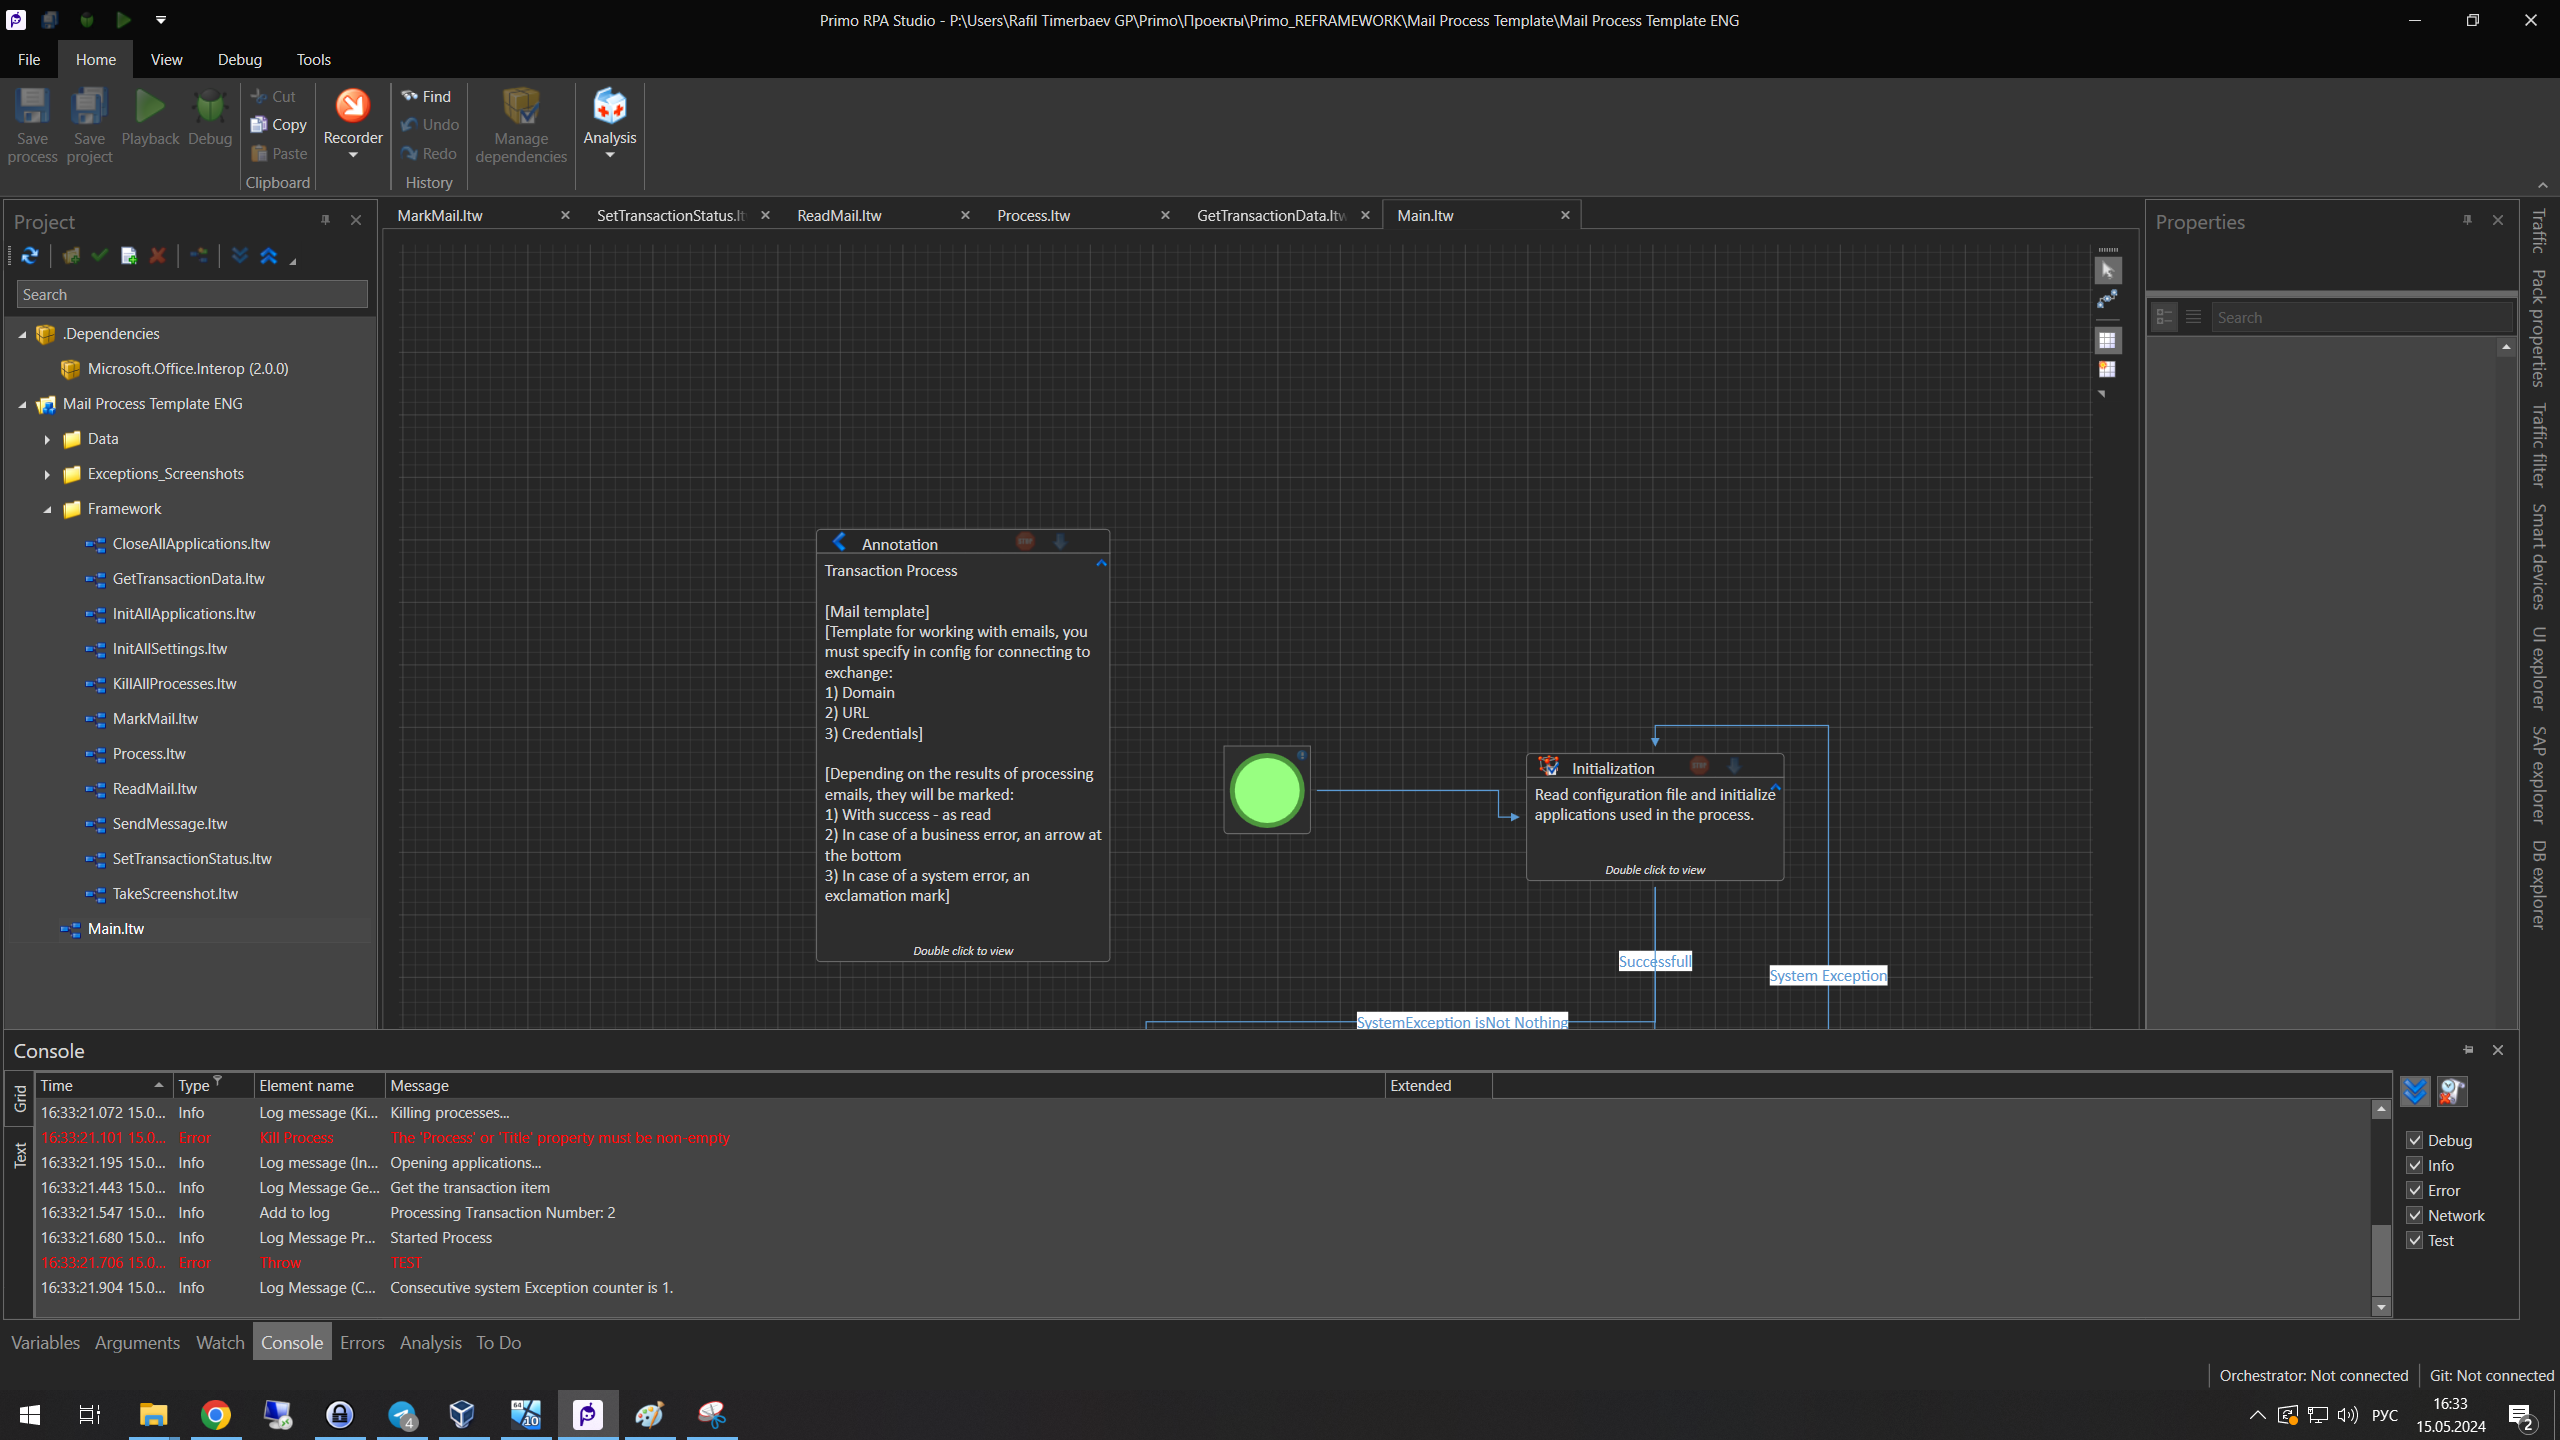 Primo RPA Studio - P:\Users\Rafil Timerbaev GP\Primo\Проекты\Primo_REFRAMEWORK\Mail Process Template\Mail Process Template ENG
File Home View Debug Tools
Save process
Save project
Playback
Debug
Cut
Copy
Paste
Clipboard
Recorder
Find
Undo
Redo
History
Manage dependencies
Analysis
Project
Search
.Dependencies
Microsoft.Office.Interop (2.0.0)
Mail Process Template ENG
Data
Exceptions_Screenshots
Framework
CloseAllApplications.ltw
GetTransactionData.ltw
InitAllApplications.ltw
InitAllSettings.ltw
KillAllProcesses.ltw
MarkMail.ltw
Process.ltw
ReadMail.ltw
SendMessage.ltw
SetTransactionStatus.ltw
TakeScreenshot.ltw
Main.ltw
MarkMail.ltw SetTransactionStatus.lt ReadMail.ltw Process.ltw GetTransactionData.ltw Main.ltw
Annotation
Transaction Process
[Mail template]
[Template for working with emails, you
must specify in config for connecting to
exchange:
1) Domain
2) URL
3) Credentials]
[Depending on the results of processing
emails, they will be marked:
1) With success - as read
2) In case of a business error, an arrow at
the bottom
3) In case of a system error, an
exclamation mark]
Double click to view
Initialization
Read configuration file and initialize
applications used in the process.
Double click to view
Successfull
System Exception
SystemException isNot Nothing
Properties
Search
Traffic
Pack properties
Traffic filter
Smart devices
UI explorer
SAP explorer
DB explorer
Console
Grid
Text
Time Type Element name Message Extended
16:33:21.072 15.0... Info Log message (Ki... Killing processes...
16:33:21.101 15.0... Error Kill Process The 'Process' or 'Title' property must be non-empty
16:33:21.195 15.0... Info Log message (In... Opening applications...
16:33:21.443 15.0... Info Log Message Ge... Get the transaction item
16:33:21.547 15.0... Info Add to log Processing Transaction Number: 2
16:33:21.680 15.0... Info Log Message Pr... Started Process
16:33:21.706 15.0... Error Throw TEST
16:33:21.904 15.0... Info Log Message (C... Consecutive system Exception counter is 1.
Debug
Info
Error
Network
Test
Variables Arguments Watch Console Errors Analysis To Do
Orchestrator: Not connected Git: Not connected
4
64
10
РУС
16:33
15.05.2024
2